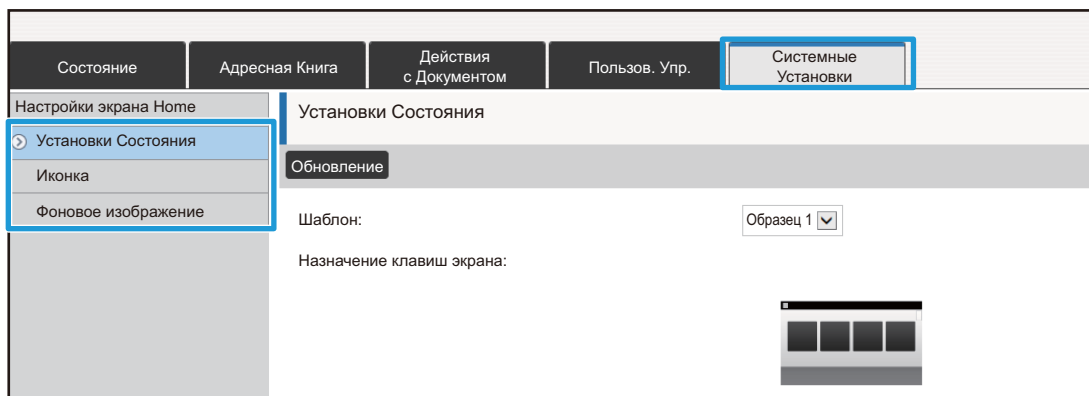 Состояние
Адресная Книга
Действия
с Документом
Пользов. Упр.
Системные
Установки
Настройки экрана Home
Установки Состояния
Установки Состояния
Иконка
Обновление
Фоновое изображение
Шаблон:
Образец 1
Назначение клавиш экрана: